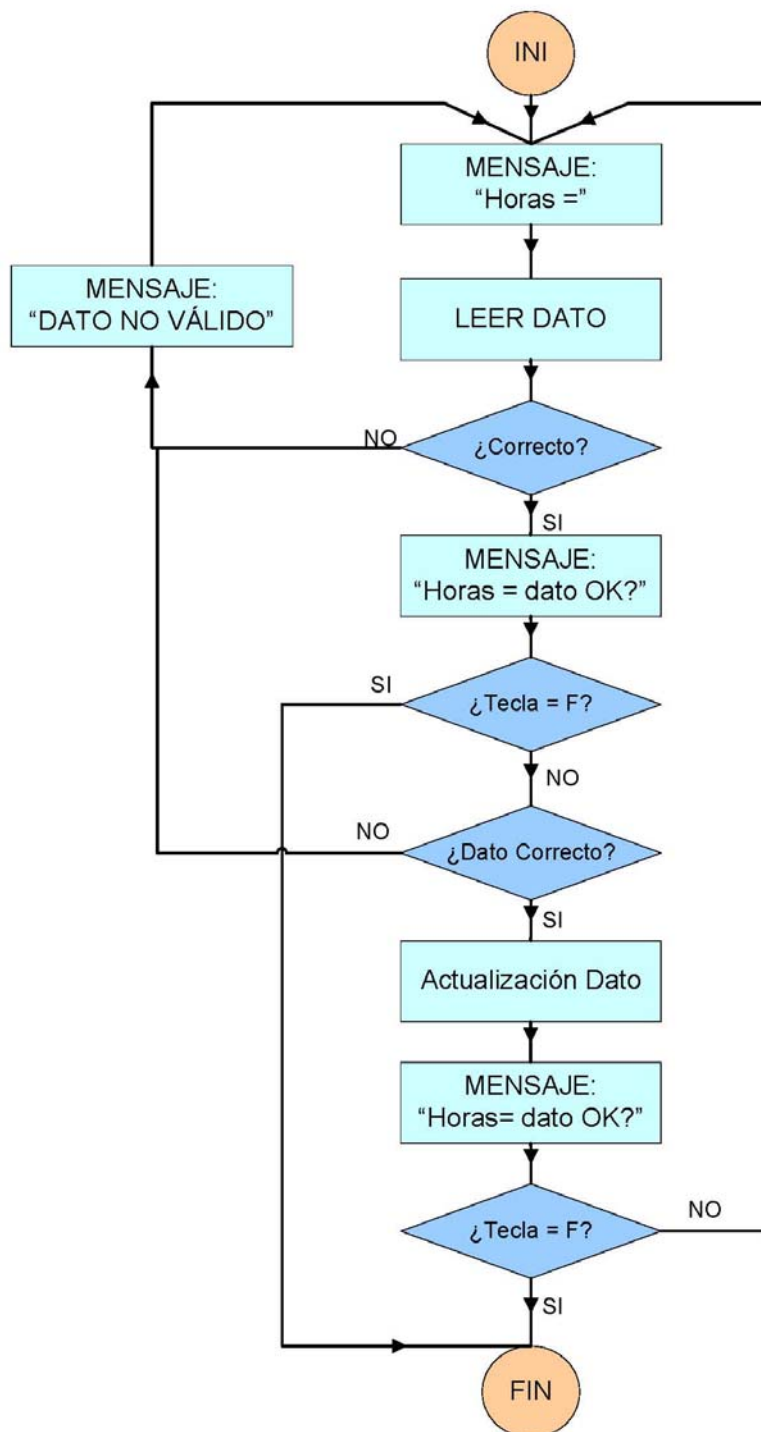 INI
MENSAJE:
“Horas =”
MENSAJE:
“DATO NO VÁLIDO”
LEER DATO
NO
¿Correcto?
SI
MENSAJE:
“Horas = dato OK?”
SI
¿Tecla = F?
NO
NO
¿Dato Correcto?
SI
Actualización Dato
MENSAJE:
“Horas= dato OK?”
¿Tecla = F?
NO
SI
FIN